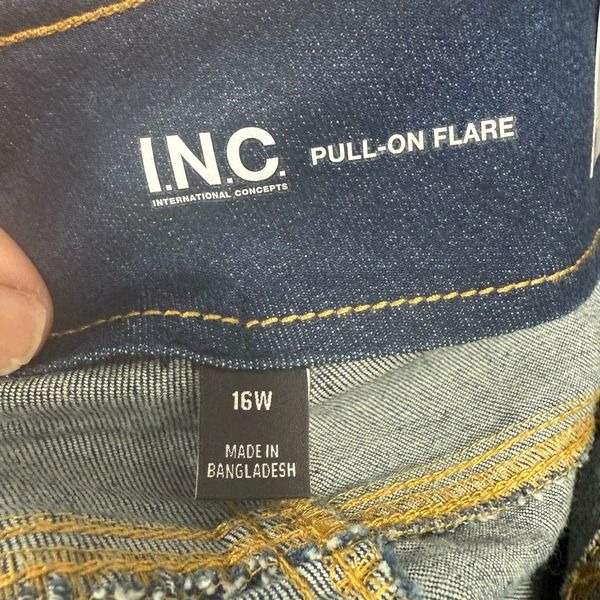 I.N.C.
INTERNATIONAL CONCEPTS
PULL-ON FLARE
16W
MADE IN
BANGLADESH